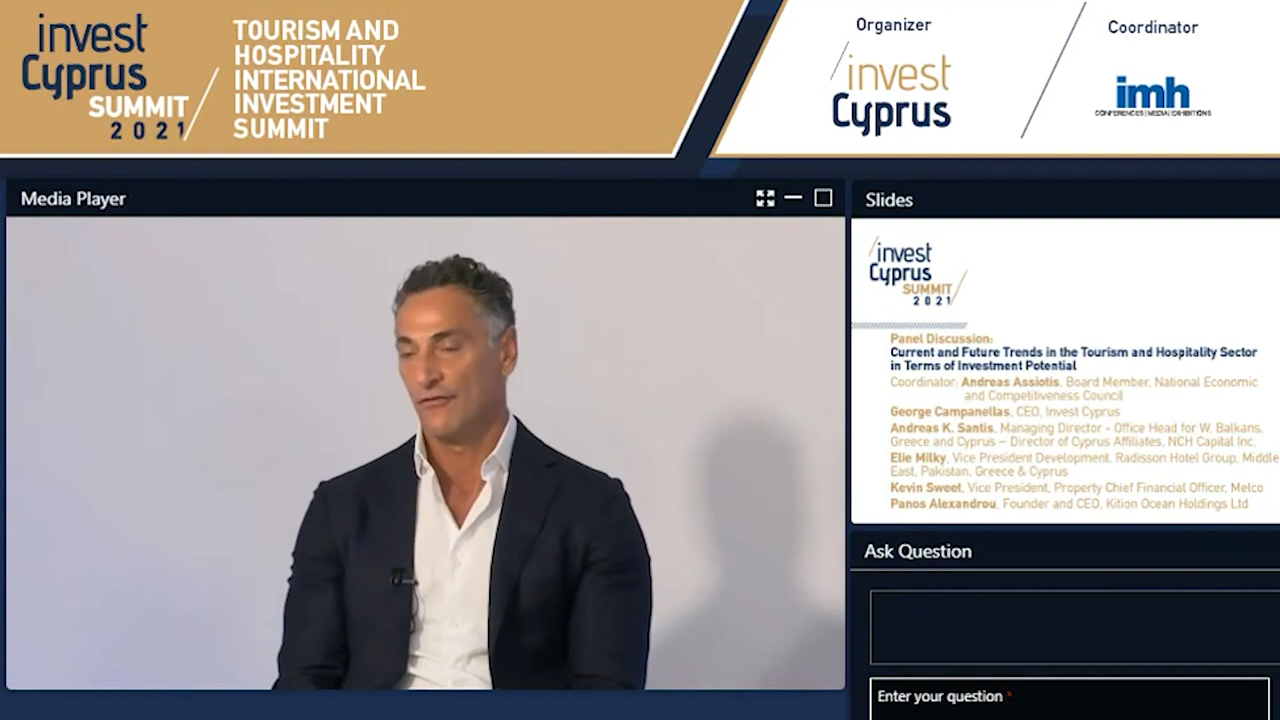 invest
Cyprus
SUMMIT
2021
TOURISM AND
HOSPITALITY
INTERNATIONAL
INVESTMENT
SUMMIT
Organizer
invest
Cyprus
Coordinator
imh
CONFERENCES | MEDIA | EXHIBITIONS
Media Player
Slides
invest
Cyprus
SUMMIT
2021
Panel Discussion:
Current and Future Trends in the Tourism and Hospitality Sector
in Terms of Investment Potential
Coordinator: Andreas Assiotis, Board Member, National Economic
and Competitiveness Council
George Campanellas, CEO, Invest Cyprus
Andreas K. Santis, Managing Director - Office Head for W. Balkans,
Greece and Cyprus – Director of Cyprus Affiliates, NCH Capital Inc.
Elie Milky, Vice President Development, Radisson Hotel Group, Middle
East, Pakistan, Greece & Cyprus
Kevin Sweet, Vice President, Property Chief Financial Officer, Melco
Panos Alexandrou, Founder and CEO, Kition Ocean Holdings Ltd
Ask Question
Enter your question *